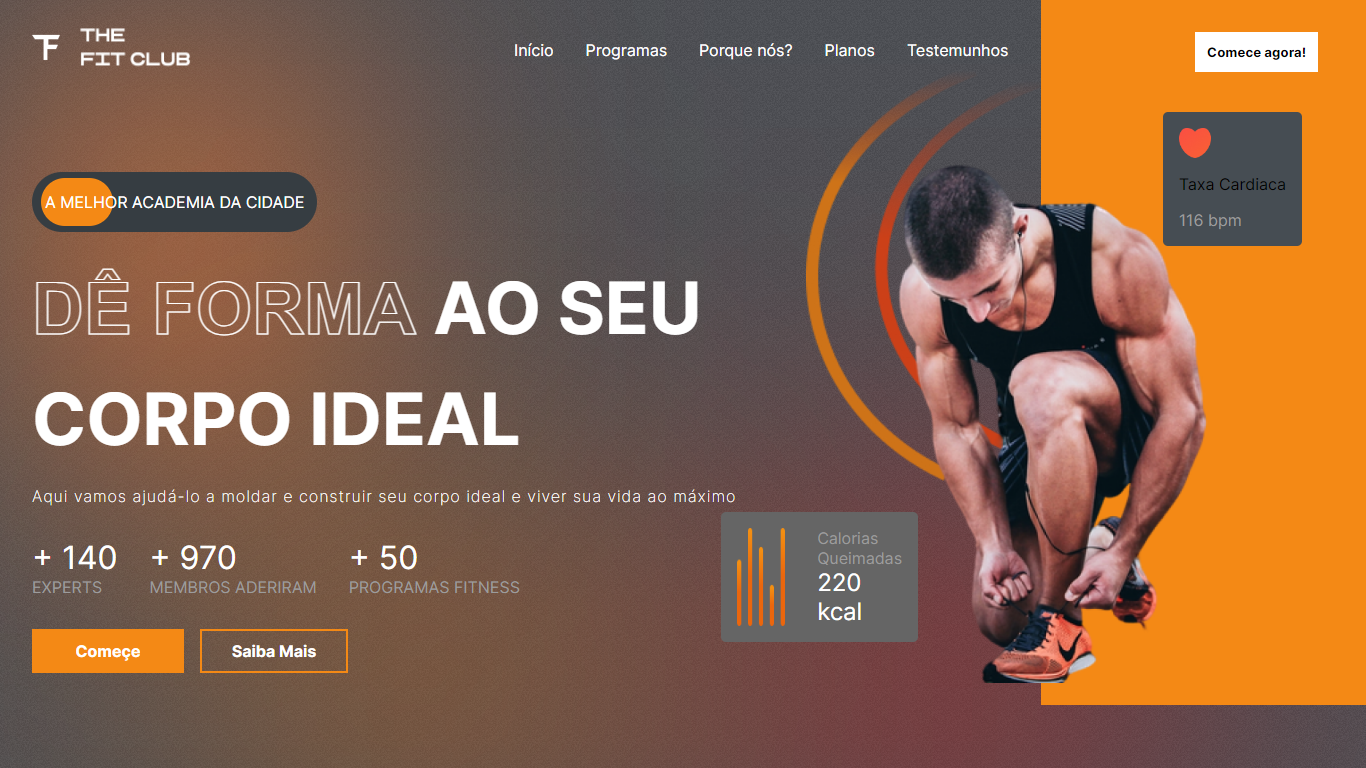 THE
FIT CLUB
Início Programas Porque nós? Planos Testemunhos
Comece agora!
Taxa Cardiaca
116 bpm
A MELHOR ACADEMIA DA CIDADE
DÊ FORMA AO SEU
CORPO IDEAL
Aqui vamos ajudá-lo a moldar e construir seu corpo ideal e viver sua vida ao máximo
+ 140
EXPERTS
+ 970
MEMBROS ADERIRAM
+ 50
PROGRAMAS FITNESS
Calorias
Queimadas
220
kcal
Começe
Saiba Mais